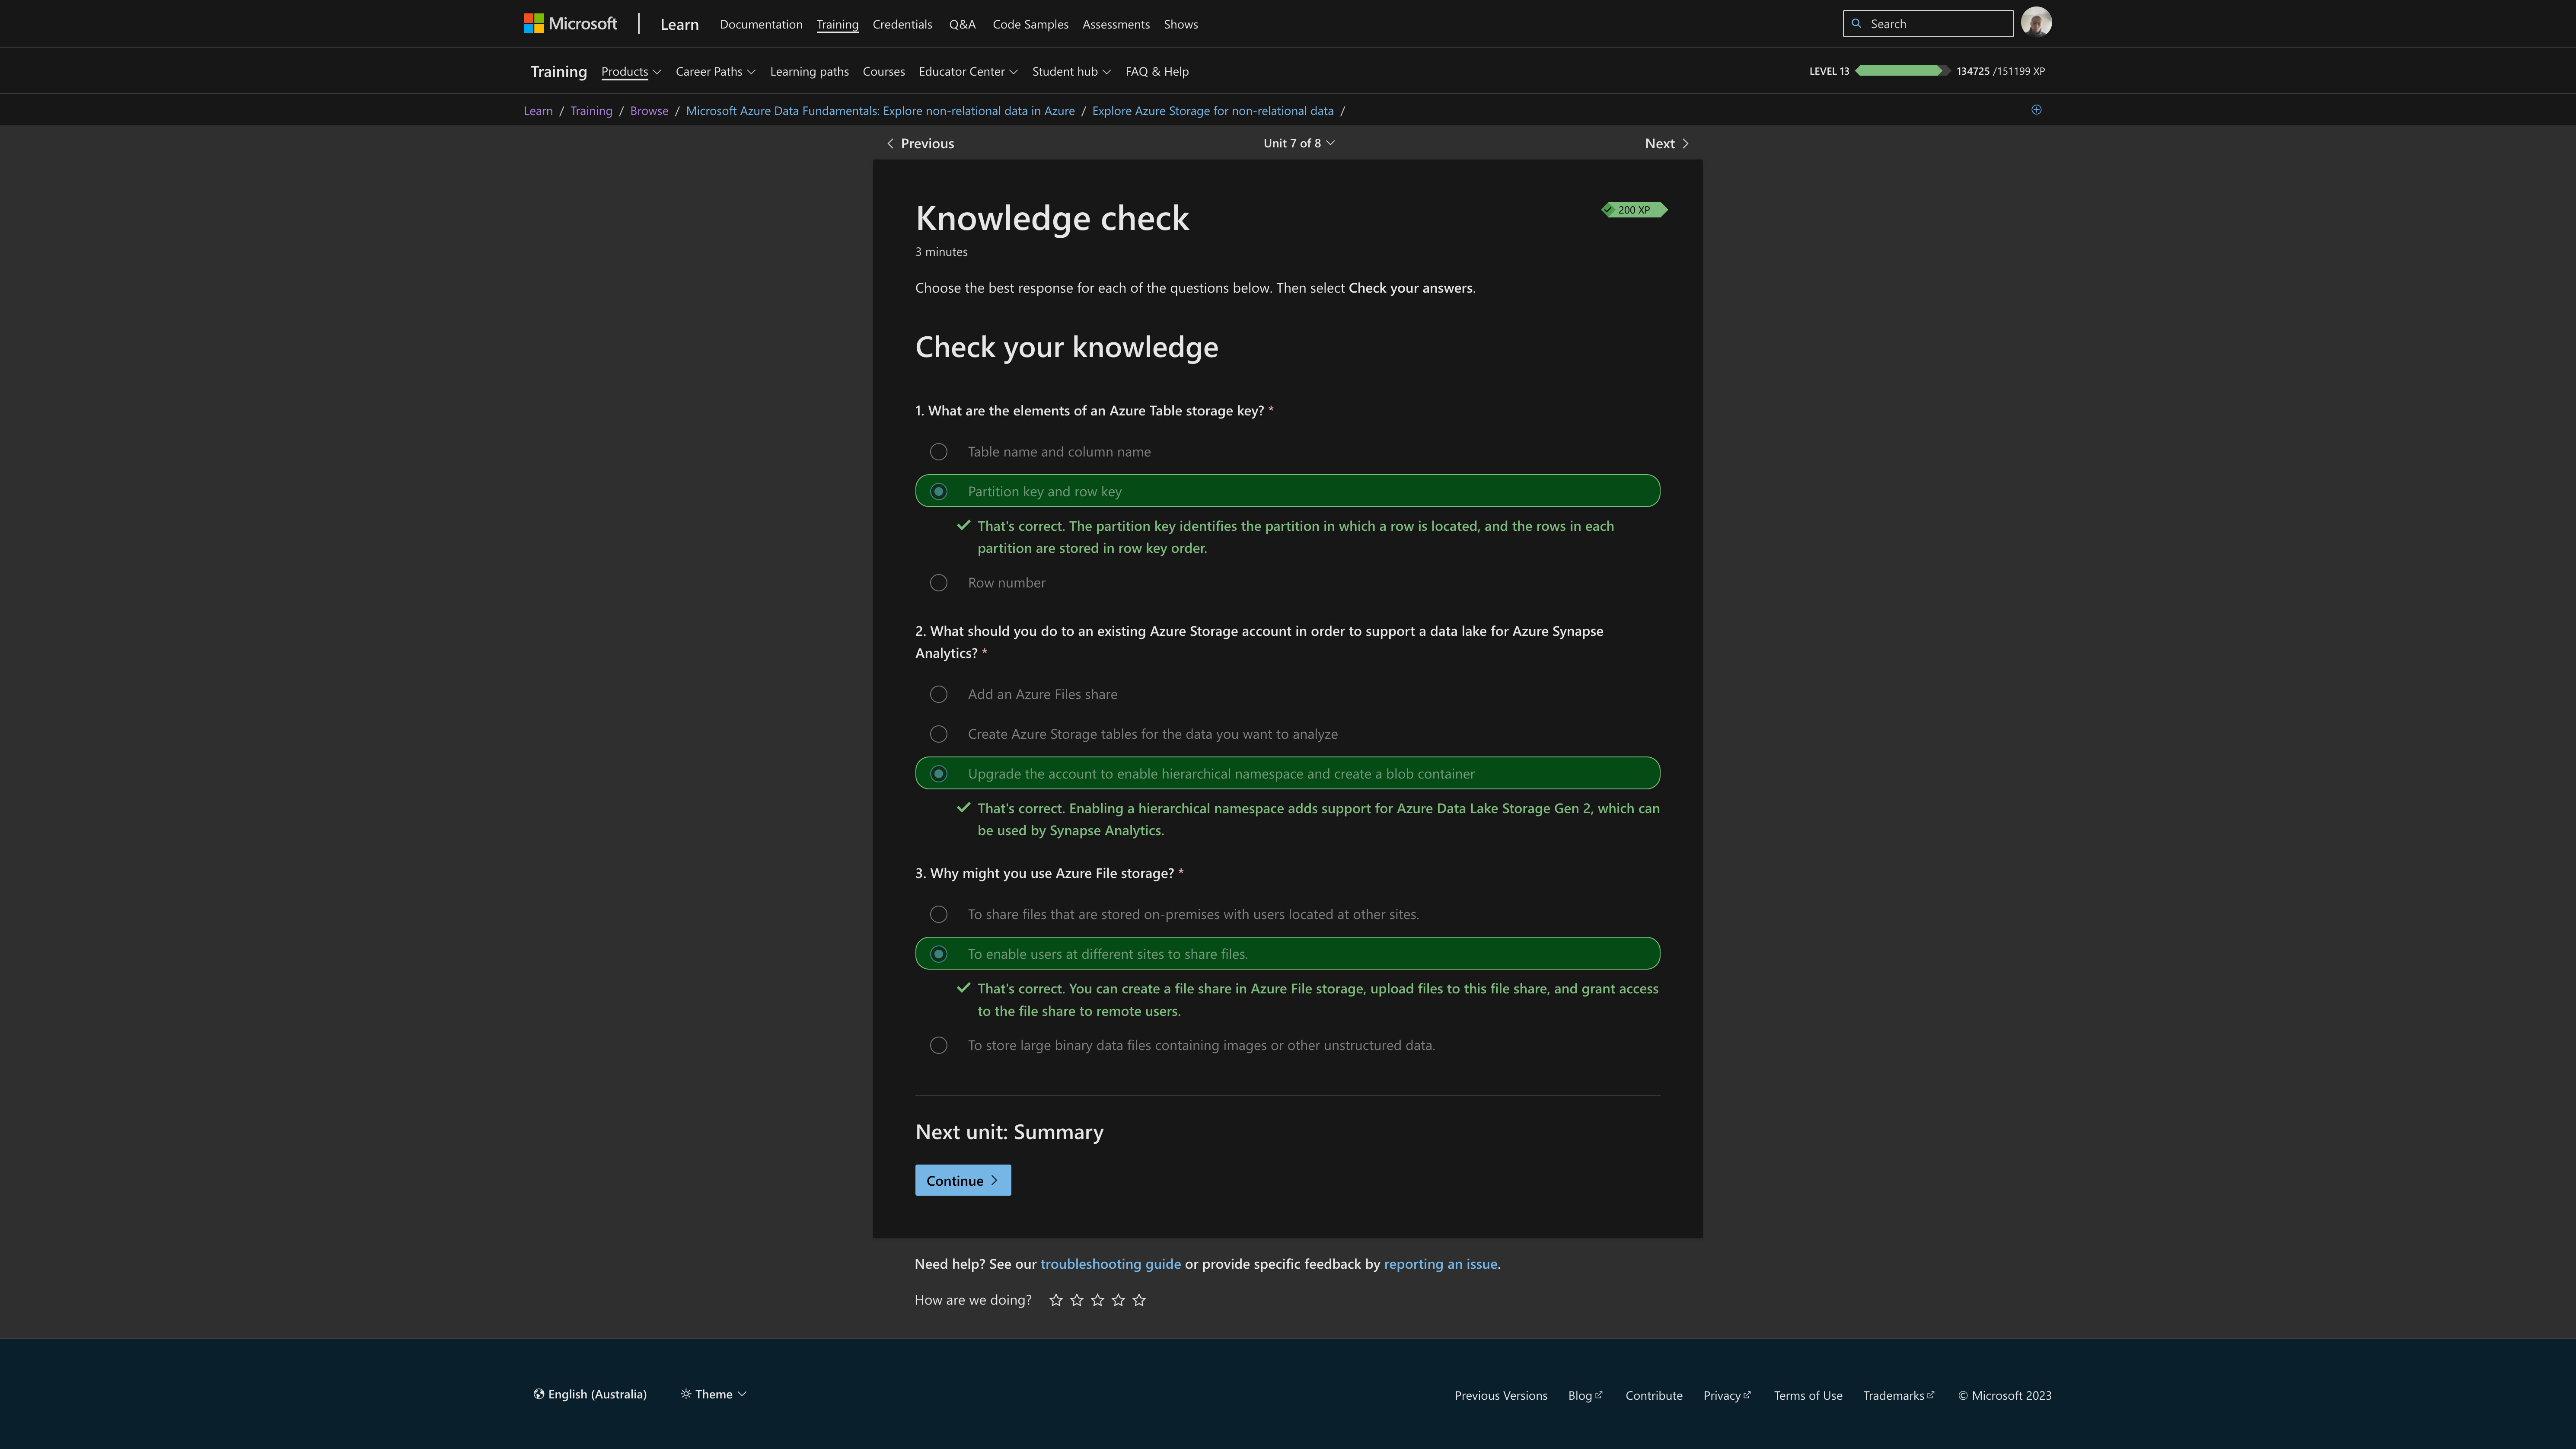 Microsoft Learn Documentation Training Credentials Q&A Code Samples Assessments Shows Search
Training Products Career Paths Learning paths Courses Educator Center Student hub FAQ & Help LEVEL 13 134725 /151199 XP
Learn / Training / Browse / Microsoft Azure Data Fundamentals: Explore non-relational data in Azure / Explore Azure Storage for non-relational data /
Previous Unit 7 of 8 Next
Knowledge check
200 XP
3 minutes
Choose the best response for each of the questions below. Then select Check your answers.
Check your knowledge
1. What are the elements of an Azure Table storage key? *
Table name and column name
Partition key and row key
That's correct. The partition key identifies the partition in which a row is located, and the rows in each
partition are stored in row key order.
Row number
2. What should you do to an existing Azure Storage account in order to support a data lake for Azure Synapse
Analytics? *
Add an Azure Files share
Create Azure Storage tables for the data you want to analyze
Upgrade the account to enable hierarchical namespace and create a blob container
That's correct. Enabling a hierarchical namespace adds support for Azure Data Lake Storage Gen 2, which can
be used by Synapse Analytics.
3. Why might you use Azure File storage? *
To share files that are stored on-premises with users located at other sites.
To enable users at different sites to share files.
That's correct. You can create a file share in Azure File storage, upload files to this file share, and grant access
to the file share to remote users.
To store large binary data files containing images or other unstructured data.
Next unit: Summary
Continue
Need help? See our troubleshooting guide or provide specific feedback by reporting an issue.
How are we doing?
English (Australia) Theme Previous Versions Blog Contribute Privacy Terms of Use Trademarks © Microsoft 2023